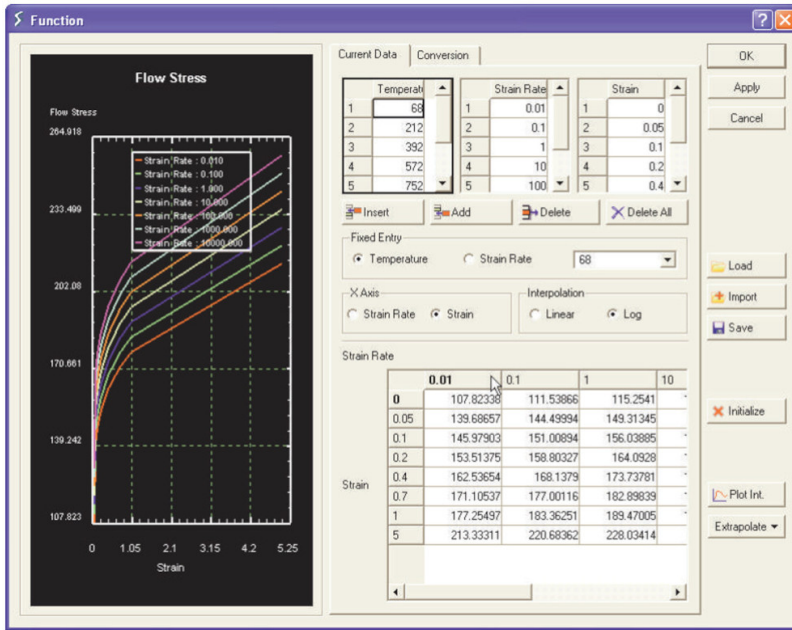 Function
Flow Stress
Flow Stress
264.918
233.499
202.08
170.661
139.242
107.823
Strain Rate : 0.010
Strain Rate : 0.100
Strain Rate : 1.000
Strain Rate : 10.000
Strain Rate : 100.000
Strain Rate : 1000.000
Strain Rate : 10000.000
0 1.05 2.1 3.15 4.2 5.25
Strain
Current Data Conversion
Temperati
1 68
2 212
3 392
4 572
5 752
Strain Rate
1 0.01
2 0.1
3 1
4 10
5 100
Strain
1 0
2 0.05
3 0.1
4 0.2
5 0.4
Insert Add Delete Delete All
Fixed Entry
Temperature Strain Rate 68
X Axis
Strain Rate Strain
Interpolation
Linear Log
Strain Rate
0.01 0.1 1 10
0 107.82338 111.53866 115.2541
0.05 139.68657 144.49994 149.31345
0.1 145.97903 151.00894 156.03885
0.2 153.51375 158.80327 164.0928
0.4 162.53654 168.1379 173.73781
0.7 171.10537 177.00116 182.89839
1 177.25497 183.36251 189.47005
5 213.33311 220.68362 228.03414
Strain
OK
Apply
Cancel
Load
Import
Save
Initialize
Plot Int.
Extrapolate